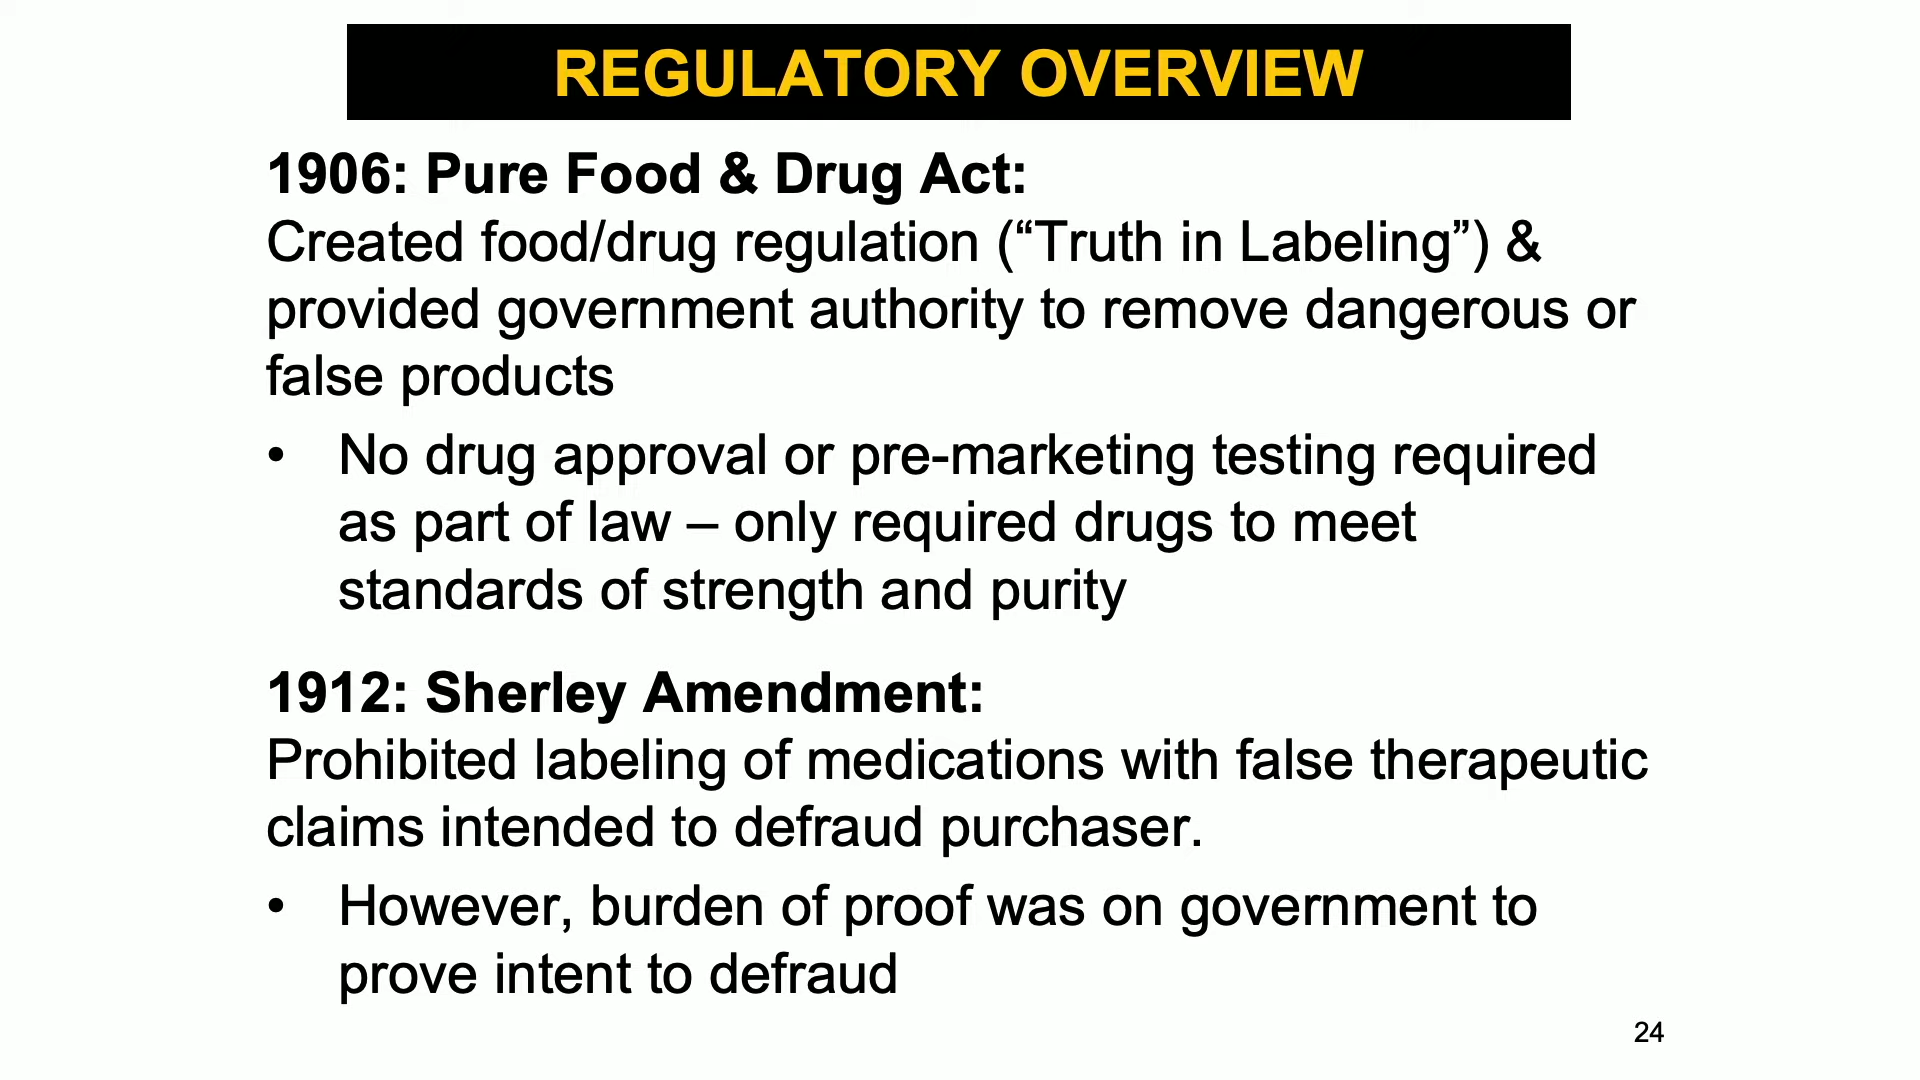 REGULATORY OVERVIEW
1906: Pure Food & Drug Act:
Created food/drug regulation (“Truth in Labeling”) &
provided government authority to remove dangerous or
false products
• No drug approval or pre-marketing testing required
as part of law – only required drugs to meet
standards of strength and purity
1912: Sherley Amendment:
Prohibited labeling of medications with false therapeutic
claims intended to defraud purchaser.
• However, burden of proof was on government to
prove intent to defraud
24